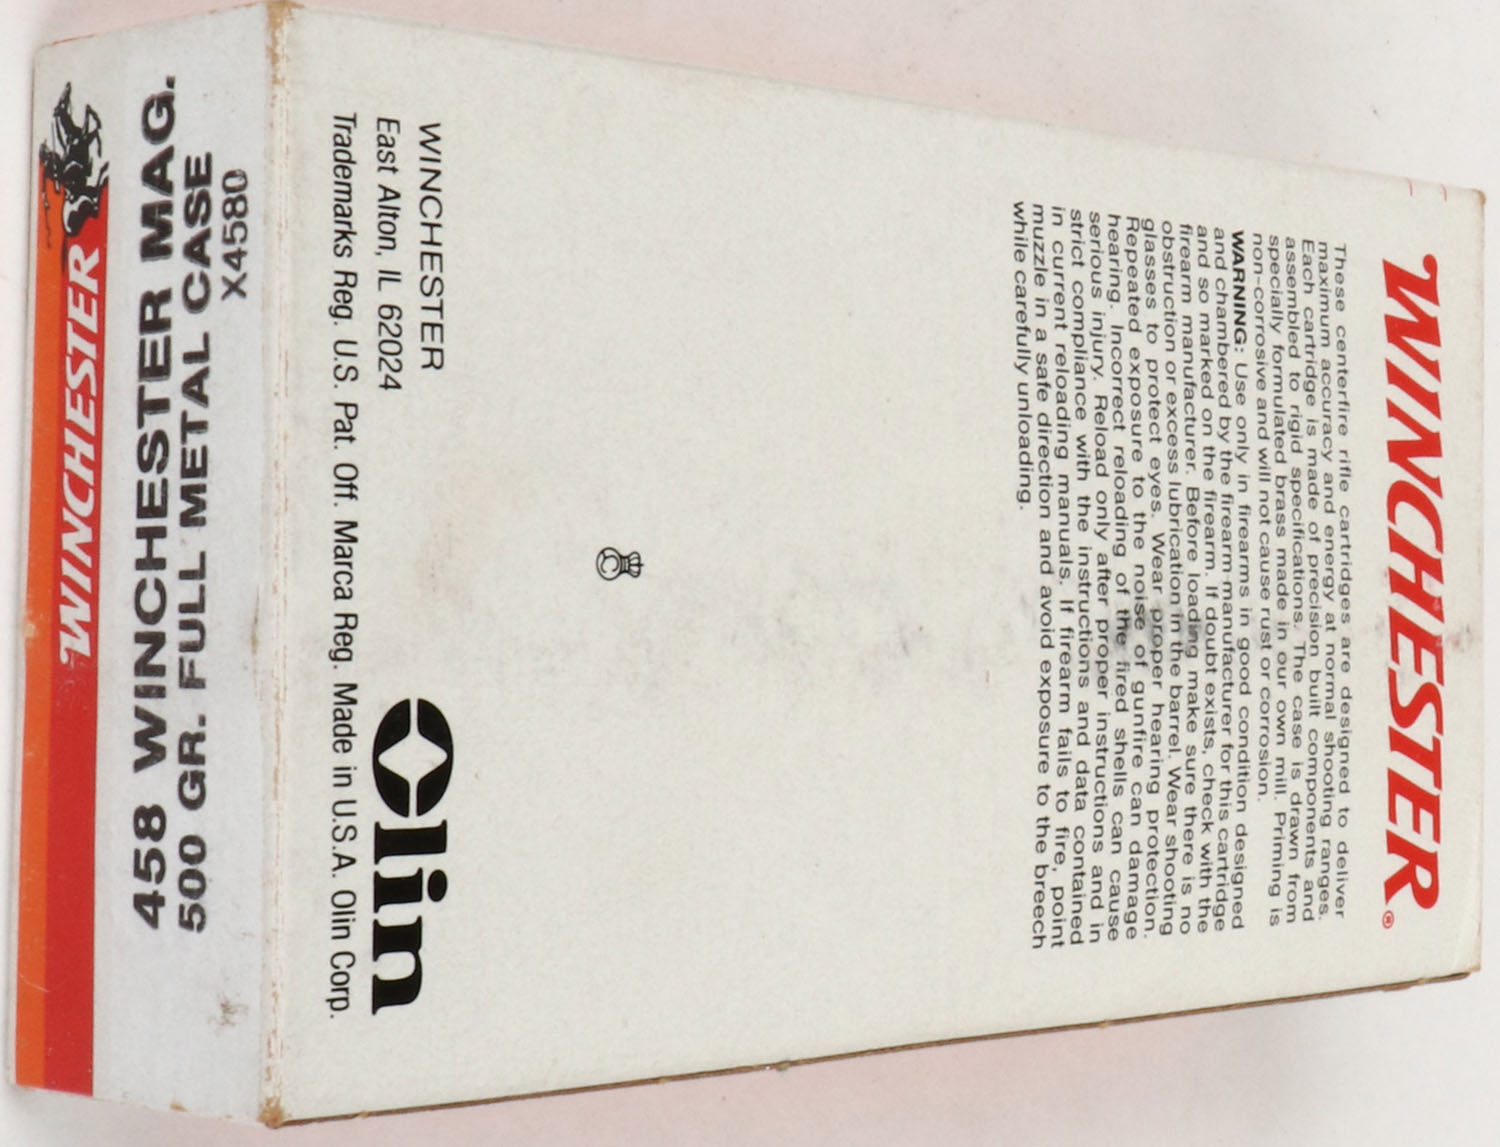 WINCHESTER®
These centerfire rifle cartridges are designed to deliver
maximum accuracy and energy at normal shooting ranges.
Each cartridge is made of precision built components and
assembled to rigid specifications. The case is drawn from
specially formulated brass made in our own mill. Priming is
non-corrosive and will not cause rust or corrosion.
WARNING: Use only in firearms in good condition designed
and chambered by the firearm manufacturer for this cartridge
and so marked on the firearm. If doubt exists, check with the
firearm manufacturer. Before loading make sure there is no
obstruction or excess lubrication in the barrel. Wear shooting
glasses to protect eyes. Wear proper hearing protection.
Repeated exposure to the noise of gunfire can damage
hearing. Incorrect reloading of the fired shells can cause
serious injury. Reload only after proper instructions and in
strict compliance with the instructions and data contained
in current reloading manuals. If firearm fails to fire, point
muzzle in a safe direction and avoid exposure to the breech
while carefully unloading.
WINCHESTER
East Alton, IL 62024
Trademarks Reg. U.S. Pat. Off. Marca Reg. Made in U.S.A. Olin Corp.
Olin
WINCHESTER
458 WINCHESTER MAG.
500 GR. FULL METAL CASE
X4580